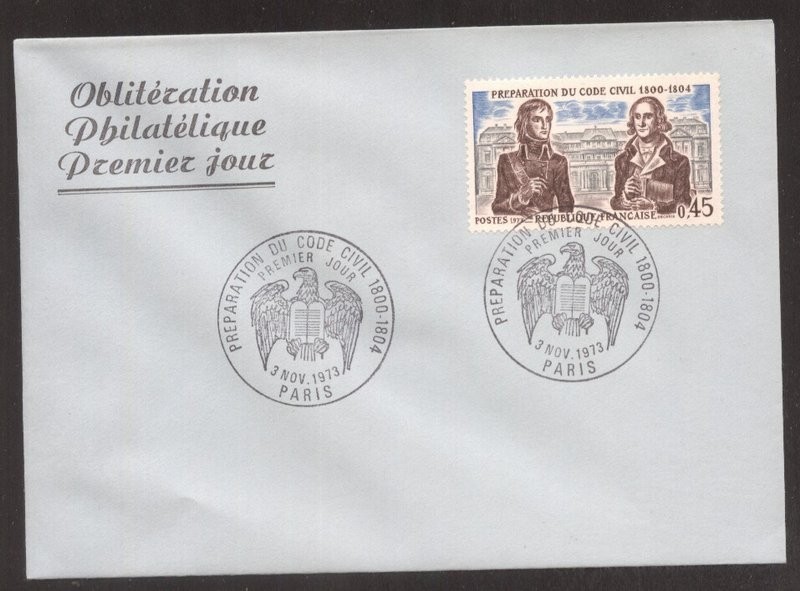 Oblitération
Philatélique
Premier jour
PREPARATION DU CODE CIVIL 1800-1804
POSTES 1973 REPUBLIQUE FRANÇAISE
0,45
PREPARATION DU CODE CIVIL 1800-1804
PREMIER JOUR
3 NOV. 1973
PARIS
PREPARATION DU CODE CIVIL 1800-1804
PREMIER JOUR
3 NOV. 1973
PARIS